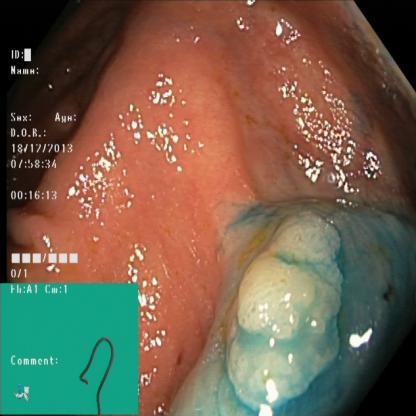 ID:
Name:
Sex: Age:
D.O.B.:
18/12/2013
07:58:34
00:16:13
0/1
Eh:A1 Cm:1
Comment: